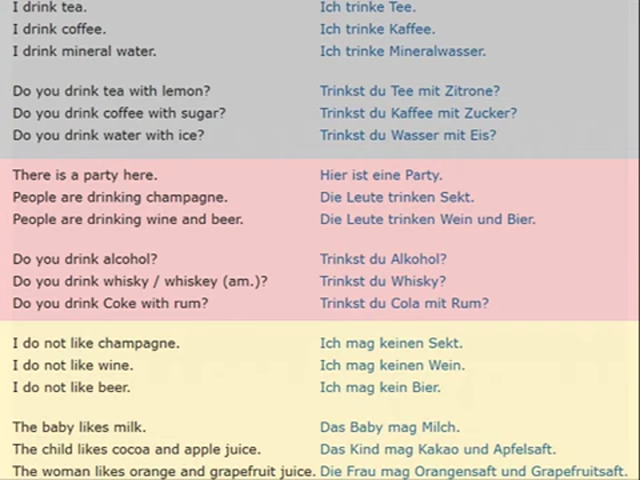 I drink tea. Ich trinke Tee.
I drink coffee. Ich trinke Kaffee.
I drink mineral water. Ich trinke Mineralwasser.
Do you drink tea with lemon? Trinkst du Tee mit Zitrone?
Do you drink coffee with sugar? Trinkst du Kaffee mit Zucker?
Do you drink water with ice? Trinkst du Wasser mit Eis?
There is a party here. Hier ist eine Party.
People are drinking champagne. Die Leute trinken Sekt.
People are drinking wine and beer. Die Leute trinken Wein und Bier.
Do you drink alcohol? Trinkst du Alkohol?
Do you drink whisky / whiskey (am.)? Trinkst du Whisky?
Do you drink Coke with rum? Trinkst du Cola mit Rum?
I do not like champagne. Ich mag keinen Sekt.
I do not like wine. Ich mag keinen Wein.
I do not like beer. Ich mag kein Bier.
The baby likes milk. Das Baby mag Milch.
The child likes cocoa and apple juice. Das Kind mag Kakao und Apfelsaft.
The woman likes orange and grapefruit juice. Die Frau mag Orangensaft und Grapefruitsaft.